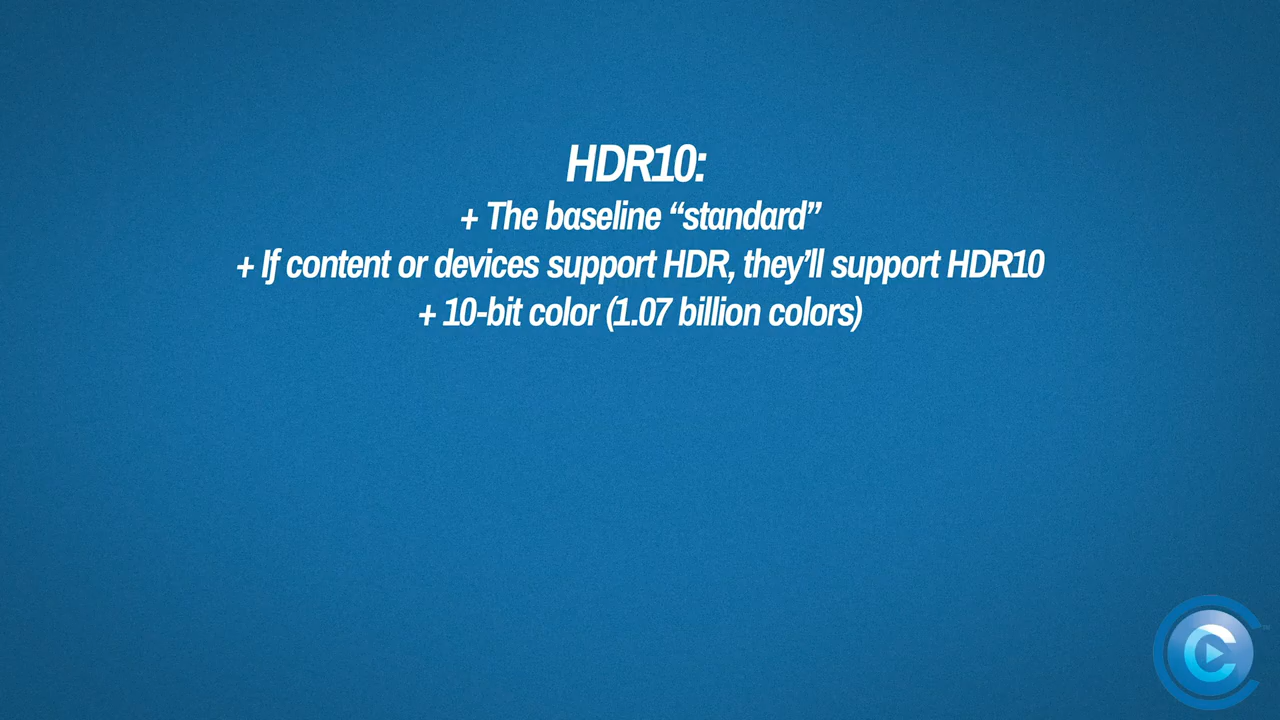 HDR10:
+ The baseline “standard”
+ If content or devices support HDR, they’ll support HDR10
+ 10-bit color (1.07 billion colors)